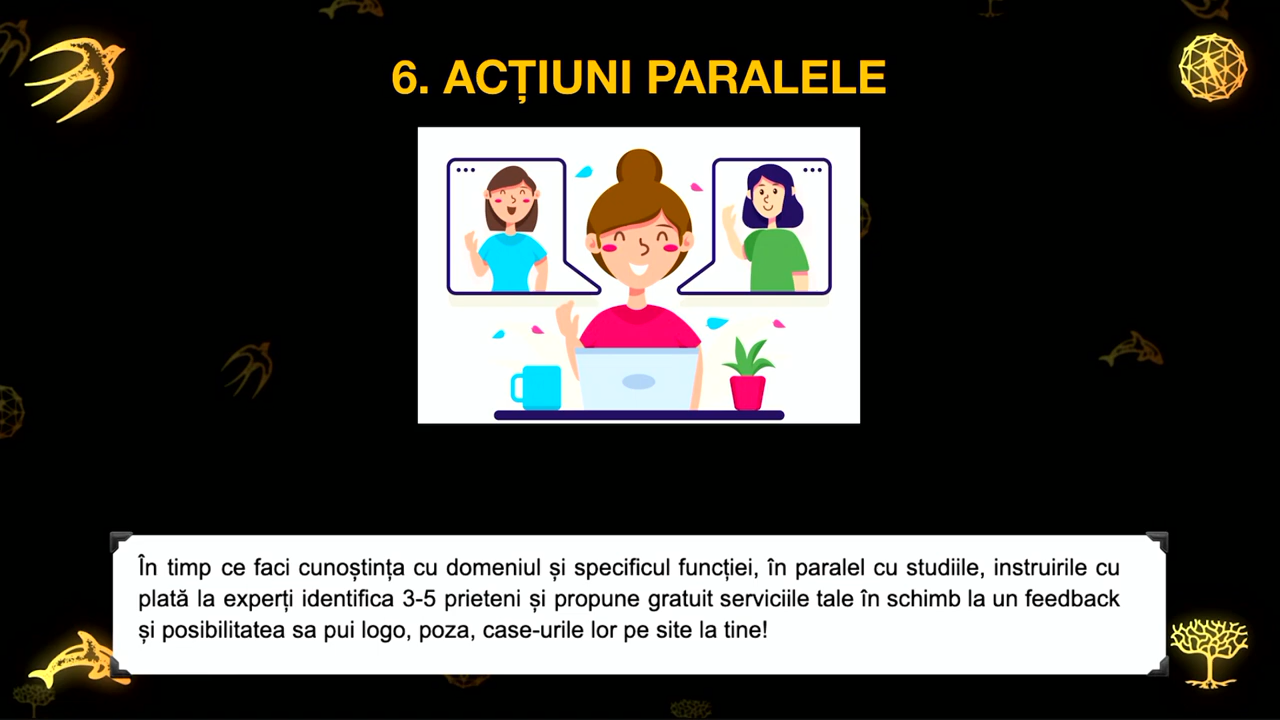 6. ACȚIUNI PARALELE
În timp ce faci cunoștința cu domeniul și specificul funcției, în paralel cu studiile, instruirile cu
plată la experți identifica 3-5 prieteni și propune gratuit serviciile tale în schimb la un feedback
și posibilitatea sa pui logo, poza, case-urile lor pe site la tine!